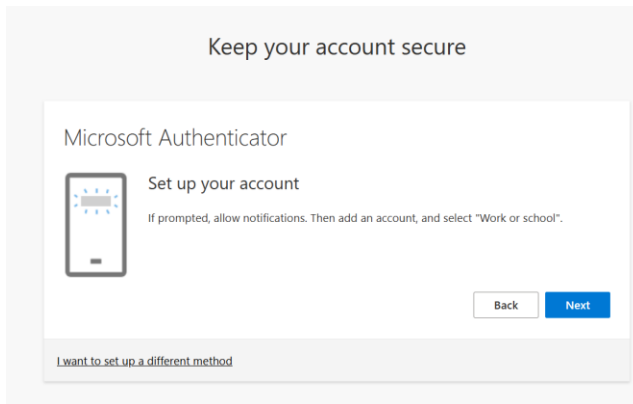 Keep your account secure
Microsoft Authenticator
Set up your account
If prompted, allow notifications. Then add an account, and select "Work or school".
Back
Next
I want to set up a different method